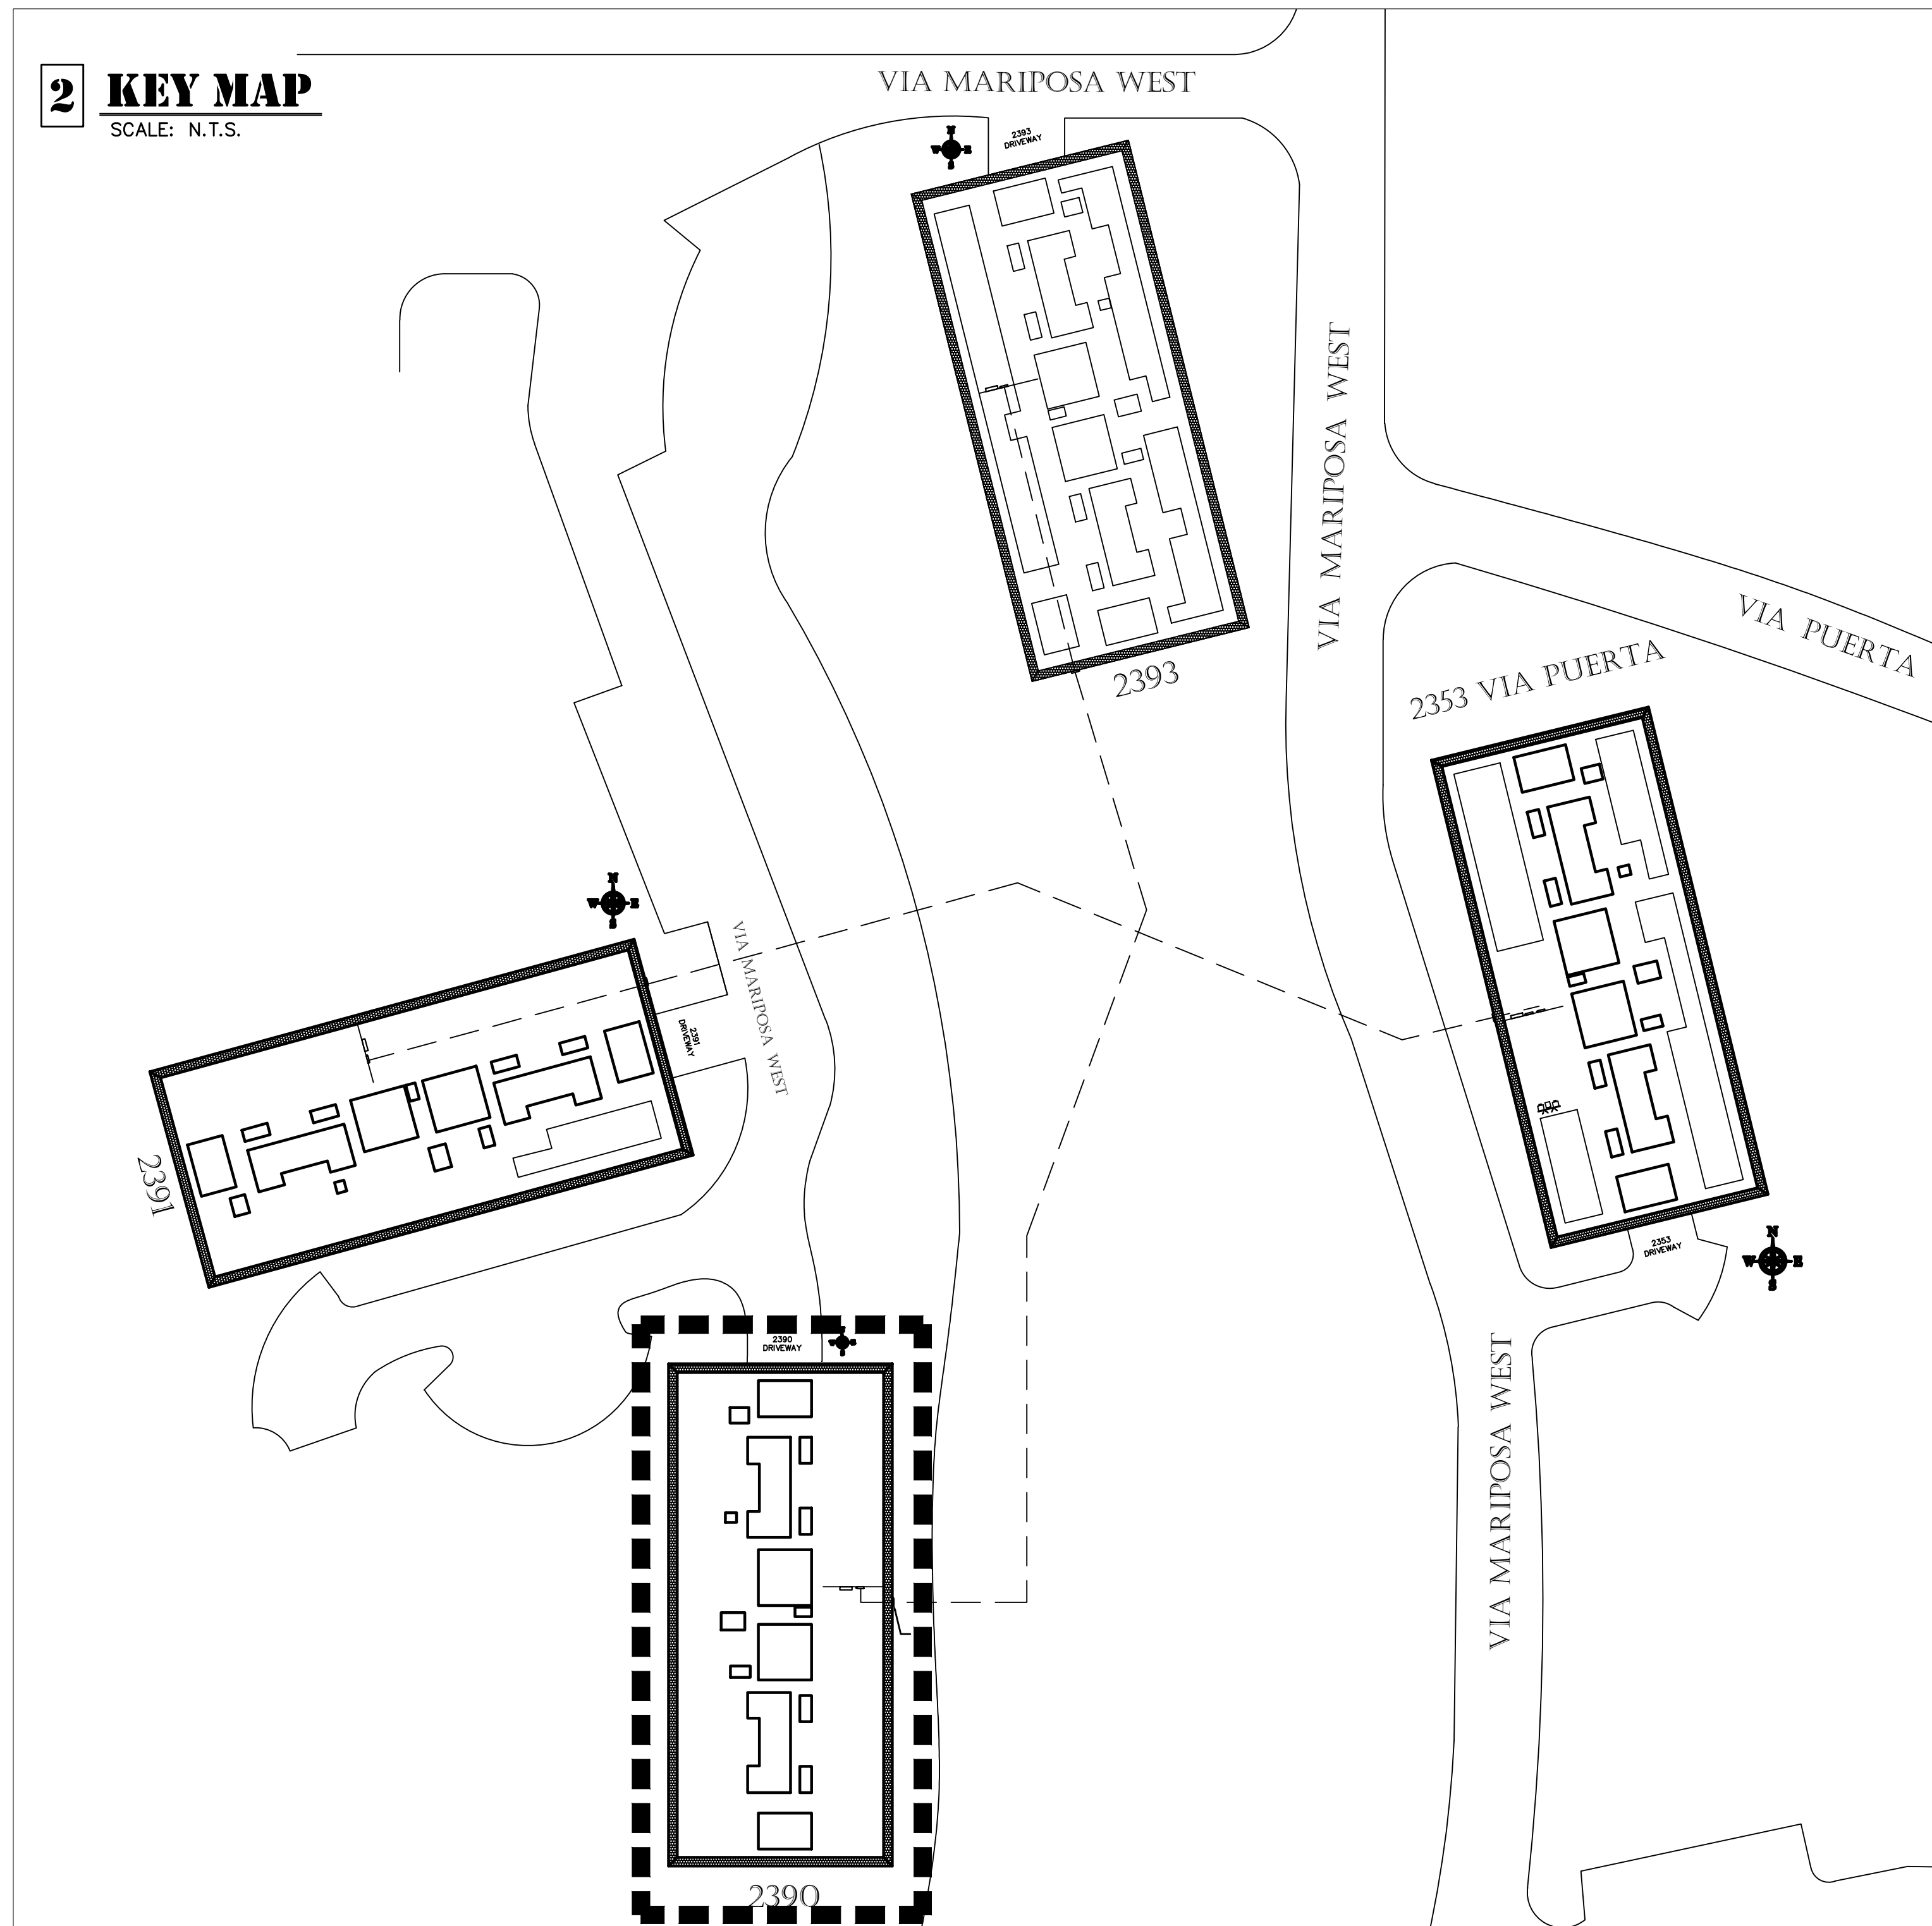 2 KEY MAP
SCALE: N.T.S.
VIA MARIPOSA WEST
N
W E
S
2393
DRIVEWAY
2393
VIA MARIPOSA WEST
VIA PUERTA
2353 VIA PUERTA
N
W E
S
VIA MARIPOSA WEST
2391
DRIVEWAY
2391
2353
DRIVEWAY
N
W E
S
2390
DRIVEWAY
N
W E
S
VIA MARIPOSA WEST
2390